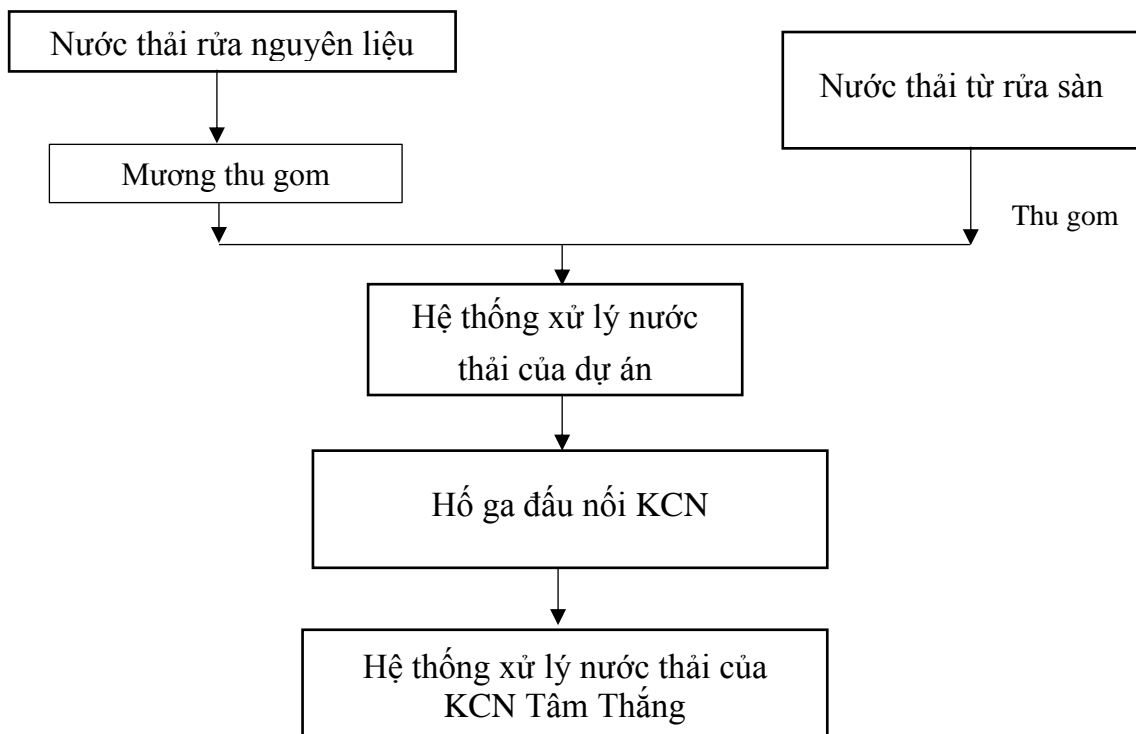 Nước thải rửa nguyên liệu
Nước thải từ rửa sàn
Mương thu gom
Thu gom
Hệ thống xử lý nước
thải của dự án
Hố ga đấu nối KCN
Hệ thống xử lý nước thải của
KCN Tâm Thắng